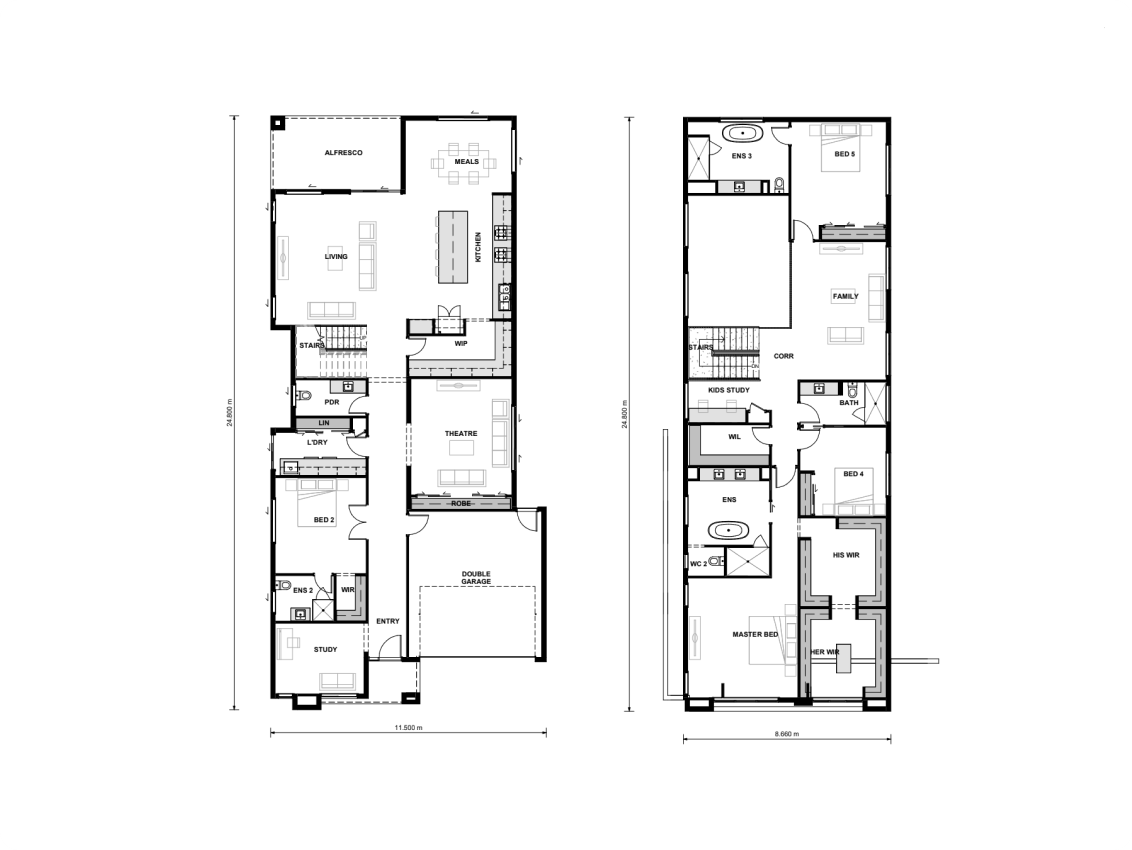 ALFRESCO
MEALS
LIVING
KITCHEN
STAIRS
UP
WIP
PDR
LIN
L'DRY
THEATRE
ROBE
BED 2
DOUBLE
GARAGE
ENS 2
WIR
ENTRY
STUDY
24.800 m
11.500 m
ENS 3
BED 5
FAMILY
STAIRS
DN
CORR
KIDS STUDY
BATH
WIL
BED 4
ENS
HIS WIR
WC 2
MASTER BED
HER WIR
24.800 m
8.660 m